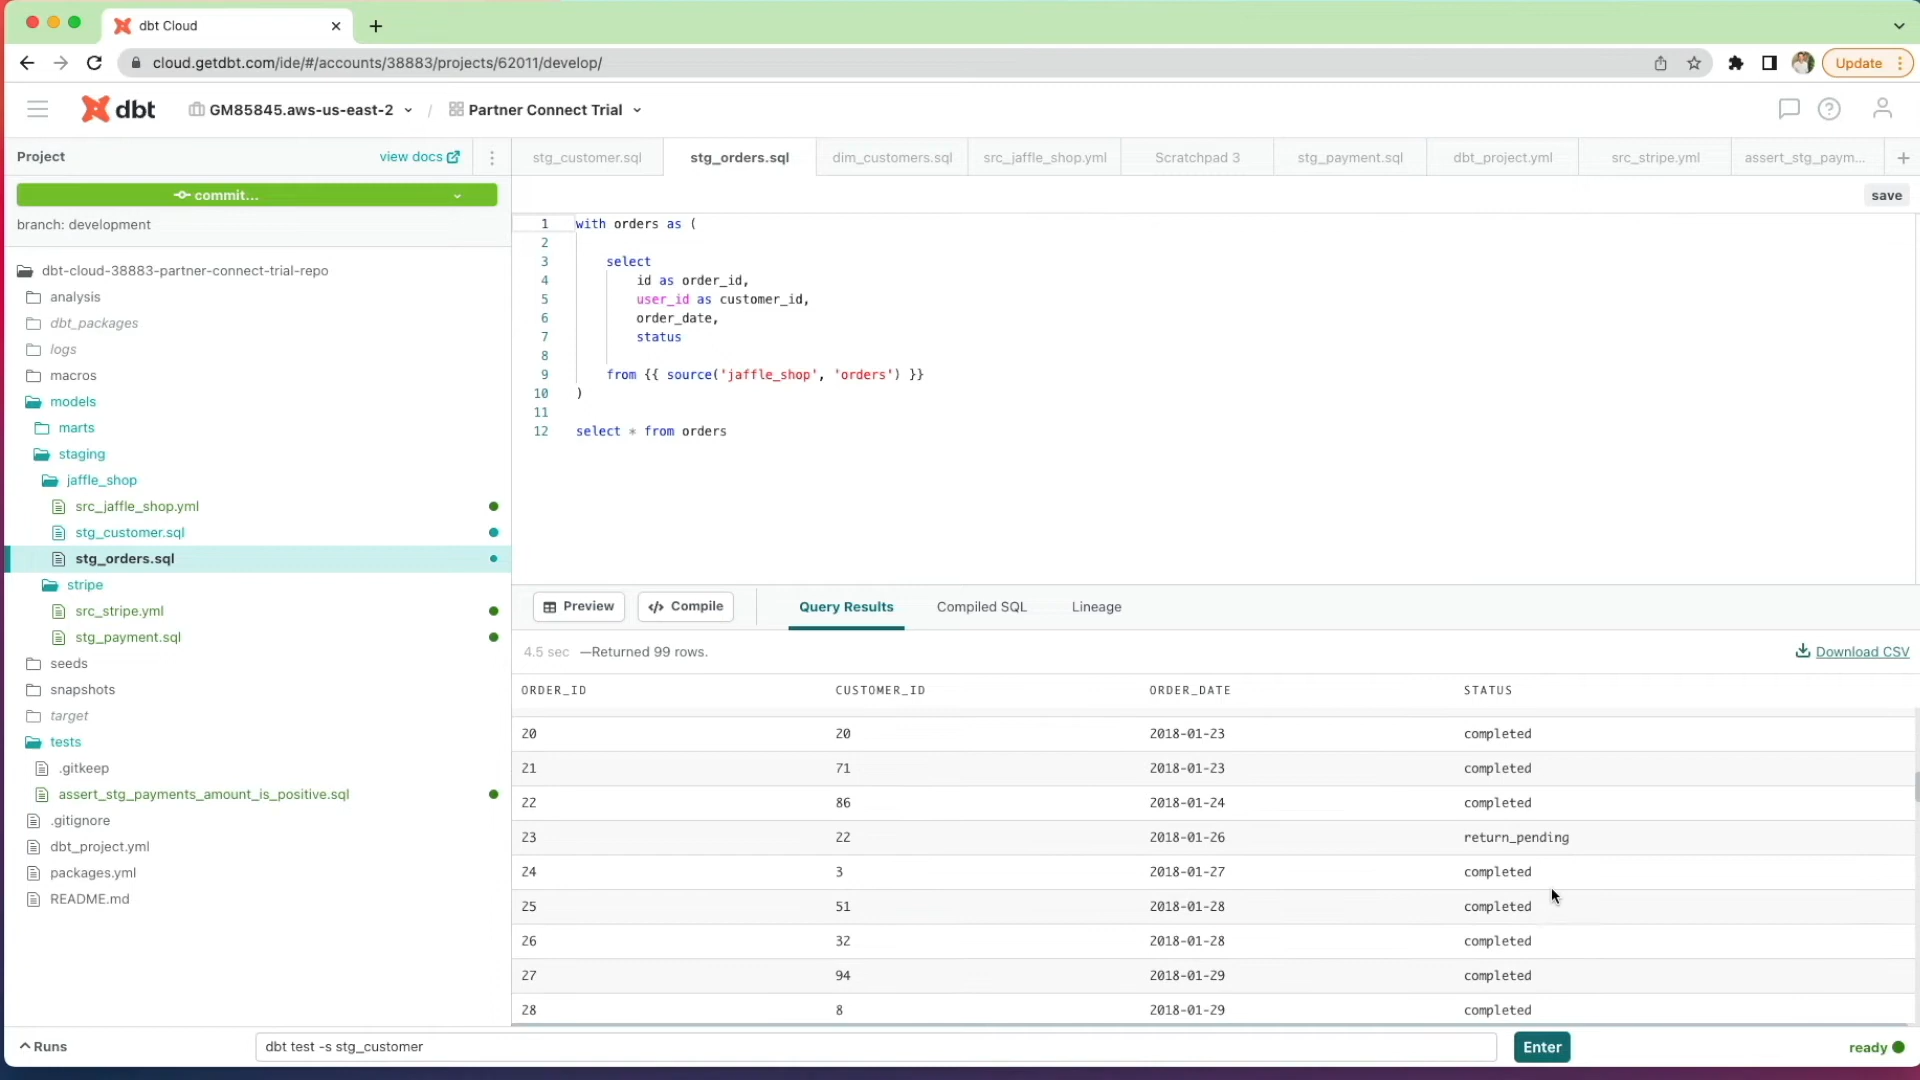 dbt Cloud
cloud.getdbt.com/ide/#/accounts/38883/projects/62011/develop/
Update
dbt
GM85845.aws-us-east-2
/
Partner Connect Trial
Project
view docs
stg_customer.sql
stg_orders.sql
dim_customers.sql
src_jaffle_shop.yml
Scratchpad 3
stg_payment.sql
dbt_project.yml
src_stripe.yml
assert_stg_paym...
commit...
save
branch: development
dbt-cloud-38883-partner-connect-trial-repo
analysis
dbt_packages
logs
macros
models
marts
staging
jaffle_shop
src_jaffle_shop.yml
stg_customer.sql
stg_orders.sql
stripe
src_stripe.yml
stg_payment.sql
seeds
snapshots
target
tests
.gitkeep
assert_stg_payments_amount_is_positive.sql
.gitignore
dbt_project.yml
packages.yml
README.md
1 with orders as (
2
3 select
4 id as order_id,
5 user_id as customer_id,
6 order_date,
7 status
8
9 from {{ source('jaffle_shop', 'orders') }}
10 )
11
12 select * from orders
Preview
</> Compile
Query Results
Compiled SQL
Lineage
4.5 sec —Returned 99 rows.
Download CSV
ORDER_ID CUSTOMER_ID ORDER_DATE STATUS
20 20 2018-01-23 completed
21 71 2018-01-23 completed
22 86 2018-01-24 completed
23 22 2018-01-26 return_pending
24 3 2018-01-27 completed
25 51 2018-01-28 completed
26 32 2018-01-28 completed
27 94 2018-01-29 completed
28 8 2018-01-29 completed
Runs
dbt test -s stg_customer
Enter
ready